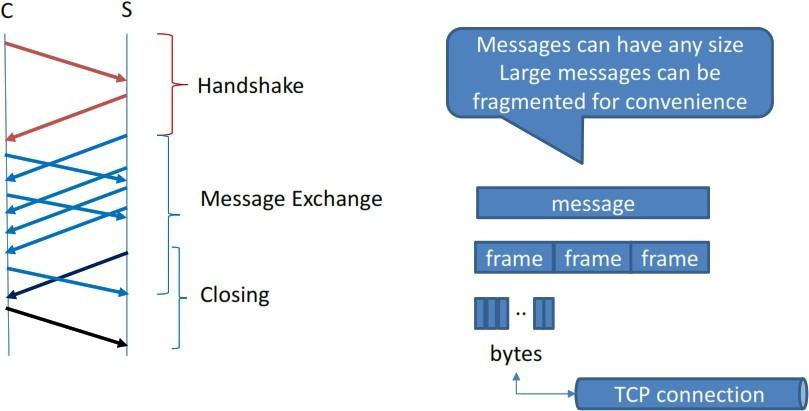 C
S
Handshake
Message Exchange
Closing
Messages can have any size
Large messages can be
fragmented for convenience
message
frame frame frame
..
bytes
TCP connection